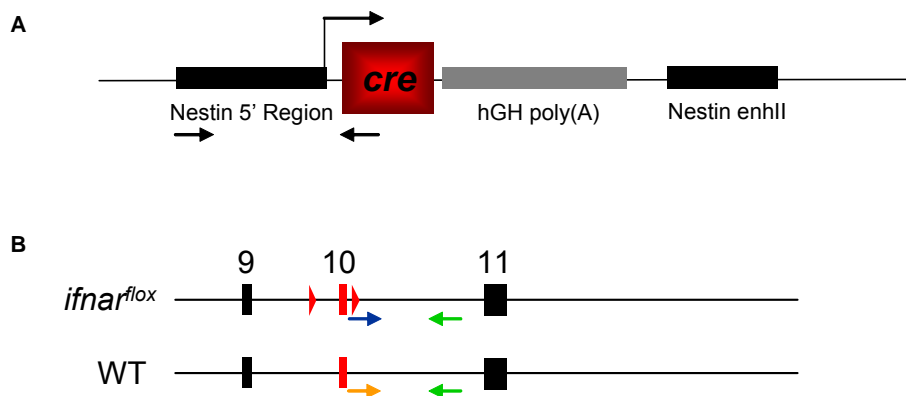 A
cre
Nestin 5' Region
hGH poly(A)
Nestin enhII
B
9 10 11
ifnarflox
WT